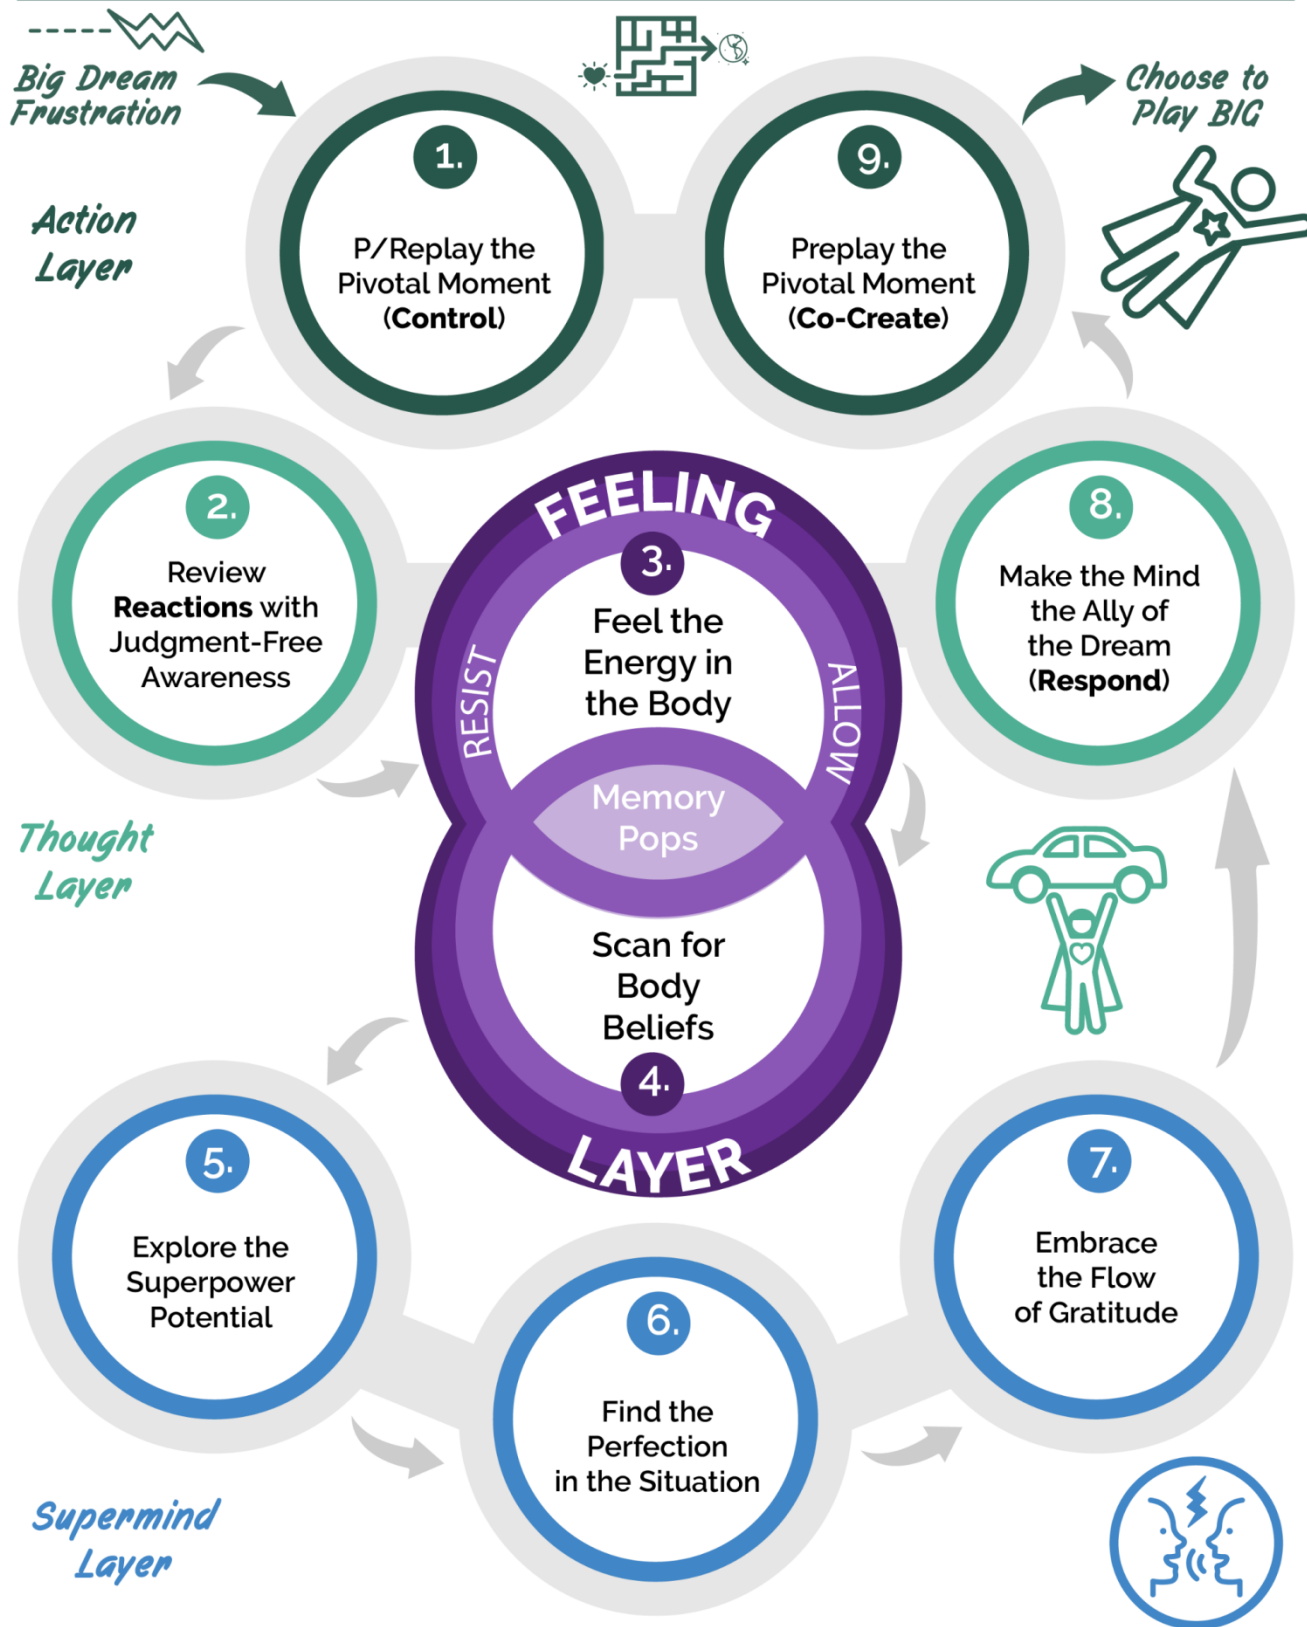 Big Dream
Frustration
Choose to
Play BIG
Action
Layer
1.
P/Replay the
Pivotal Moment
(Control)
9.
Preplay the
Pivotal Moment
(Co-Create)
2.
Review
Reactions with
Judgment-Free
Awareness
FEELING
3.
Feel the
Energy in
the Body
RESIST
ALLOW
Memory
Pops
Scan for
Body
Beliefs
4.
LAYER
8.
Make the Mind
the Ally of
the Dream
(Respond)
Thought
Layer
5.
Explore the
Superpower
Potential
6.
Find the
Perfection
in the Situation
7.
Embrace
the Flow
of Gratitude
Supermind
Layer